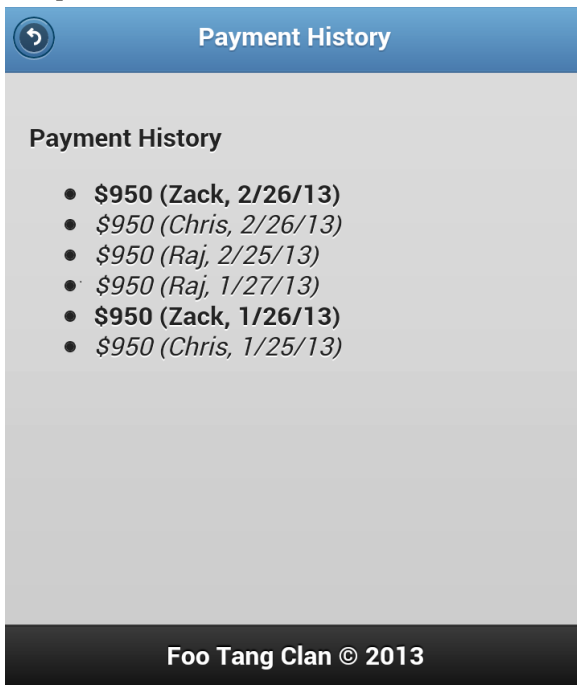 Payment History
Payment History
$950 (Zack, 2/26/13)
$950 (Chris, 2/26/13)
$950 (Raj, 2/25/13)
$950 (Raj, 1/27/13)
$950 (Zack, 1/26/13)
$950 (Chris, 1/25/13)
Foo Tang Clan © 2013